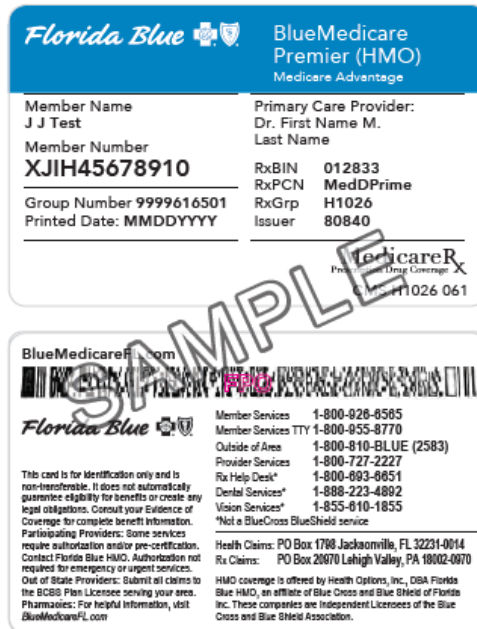 Florida Blue
BlueMedicare
Premier (HMO)
Medicare Advantage
Member Name
J J Test
Member Number
XJIH45678910
Group Number 9999616501
Printed Date: MMDDYYYY
Primary Care Provider:
Dr. First Name M.
Last Name
RxBIN 012833
RxPCN MedDPrime
RxGrp H1026
Issuer 80840
MedicareRx
Prescription Drug Coverage
CMS H1026 061
SAMPLE
BlueMedicareFL.com
FPO
Florida Blue
This card is for identification only and is
non-transferable. It does not automatically
guarantee eligibility for benefits or create any
legal obligations. Consult your Evidence of
Coverage for complete benefit information.
Participating Providers: Some services
require authorization and/or pre-certification.
Contact Florida Blue HMO. Authorization not
required for emergency or urgent services.
Out of State Providers: Submit all claims to
the BCBS Plan Licensee serving your area.
Pharmacies: For helpful information, visit
BlueMedicareFL.com
Member Services 1-800-926-6565
Member Services TTY 1-800-955-8770
Outside of Area 1-800-810-BLUE (2583)
Provider Services 1-800-727-2227
Rx Help Desk* 1-800-693-6651
Dental Services* 1-888-223-4892
Vision Services* 1-855-610-1855
*Not a BlueCross BlueShield service
Health Claims: PO Box 1798 Jacksonville, FL 32231-0014
Rx Claims: PO Box 20970 Lehigh Valley, PA 18002-0970
HMO coverage is offered by Health Options, Inc., DBA Florida
Blue HMO, an affiliate of Blue Cross and Blue Shield of Florida
Inc. These companies are Independent Licensees of the Blue
Cross and Blue Shield Association.